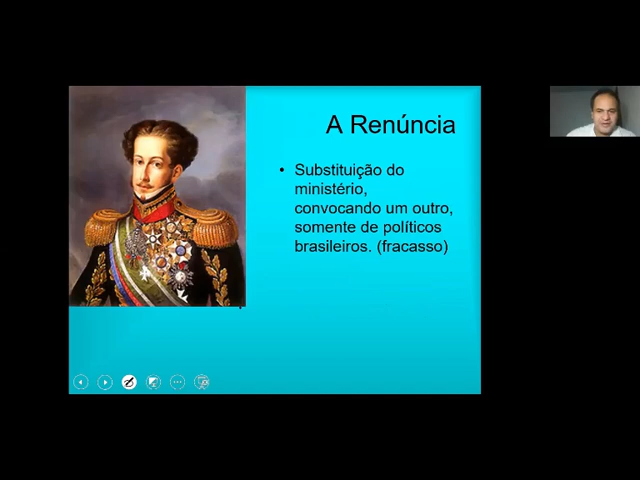 A Renúncia
• Substituição do
ministério,
convocando um outro,
somente de políticos
brasileiros. (fracasso)